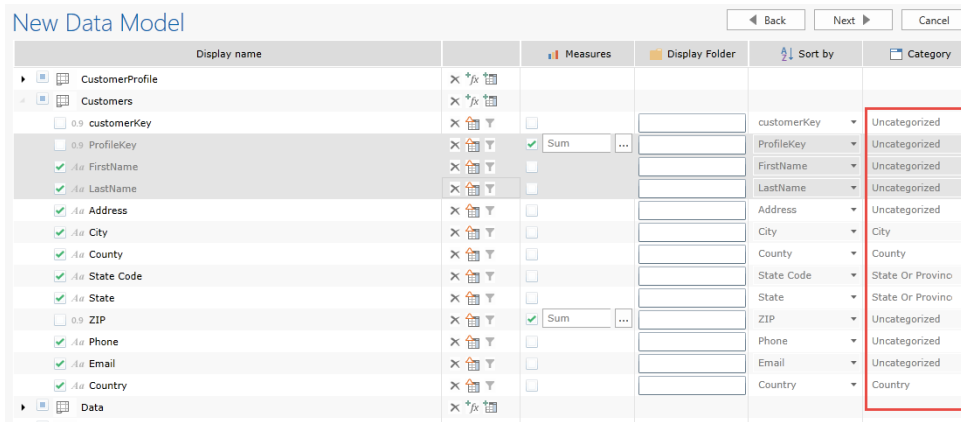 New Data Model
Back Next Cancel
Display name Measures Display Folder Sort by Category
CustomerProfile fx
Customers fx
0.9 customerKey customerKey Uncategorized
0.9 ProfileKey Sum ... ProfileKey Uncategorized
Aa FirstName FirstName Uncategorized
Aa LastName LastName Uncategorized
Aa Address Address Uncategorized
Aa City City City
Aa County County County
Aa State Code State Code State Or Provinc
Aa State State State Or Provinc
0.9 ZIP Sum ... ZIP Uncategorized
Aa Phone Phone Uncategorized
Aa Email Email Uncategorized
Aa Country Country Country
Data fx